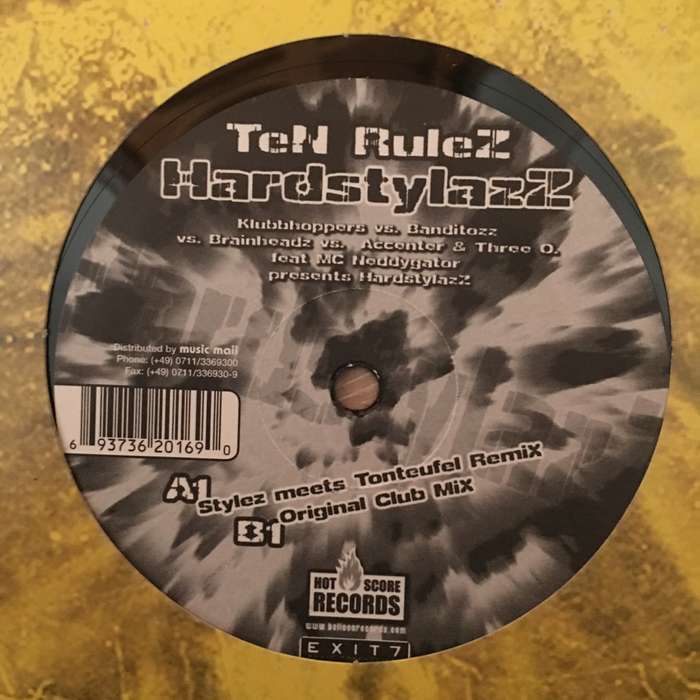 TeN RuleZ
HardstylazZ
Klubbhoppers vs. Banditozz
vs. Brainheadz vs. Accenter & Three O.
feat MC Neddygator
presents HardstylazZ
Distributed by music mail
Phone: (+49) 0711/3369300
Fax: (+49) 0711/336930-9
6 93736 20169 0
A1 Stylez meets Tonteufel RemiX
B1 Original Club MiX
HOT SCORE
RECORDS
EXIT7